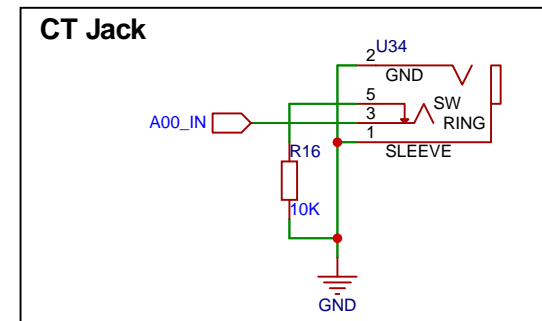 CT Jack
2 U34
GND
5 SW
A00_IN 3 RING
1 SLEEVE
R16
10K
GND